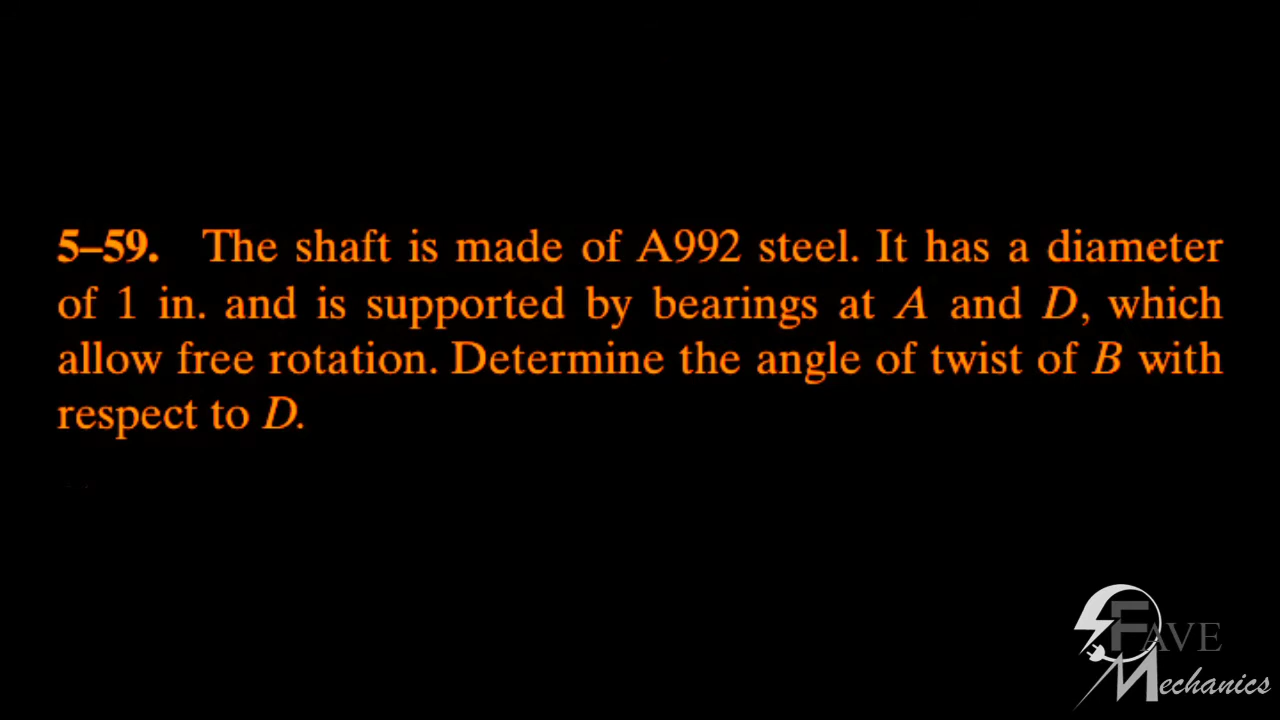 5–59. The shaft is made of A992 steel. It has a diameter
of 1 in. and is supported by bearings at A and D, which
allow free rotation. Determine the angle of twist of B with
respect to D.
FAVE
Mechanics